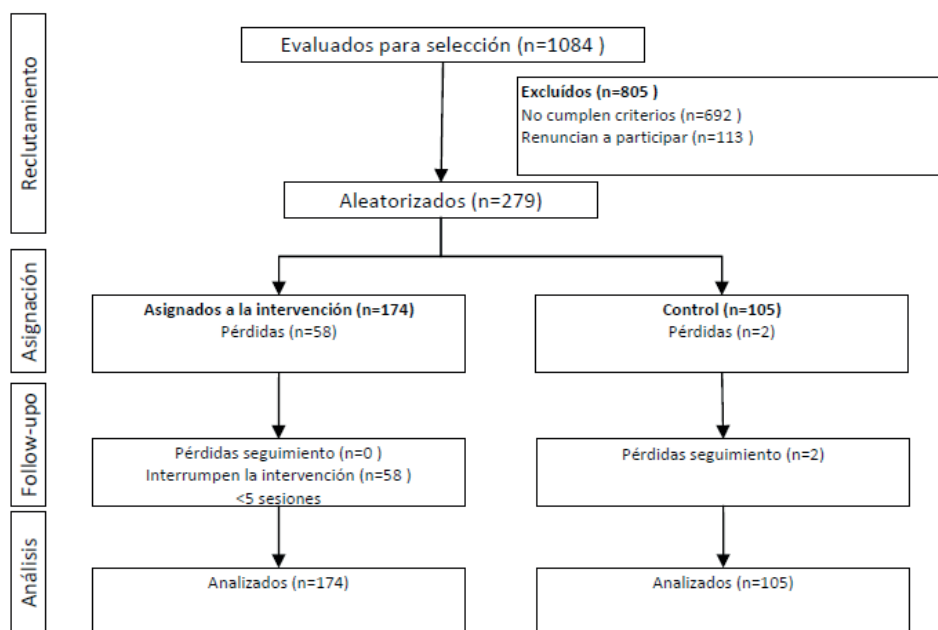 Reclutamiento
Evaluados para selección (n=1084 )
Excluídos (n=805 )
No cumplen criterios (n=692 )
Renuncian a participar (n=113 )
Aleatorizados (n=279)
Asignación
Asignados a la intervención (n=174)
Pérdidas (n=58)
Control (n=105)
Pérdidas (n=2)
Follow-upo
Pérdidas seguimiento (n=0 )
Interrumpen la intervención (n=58 )
<5 sesiones
Pérdidas seguimiento (n=2)
Análisis
Analizados (n=174)
Analizados (n=105)